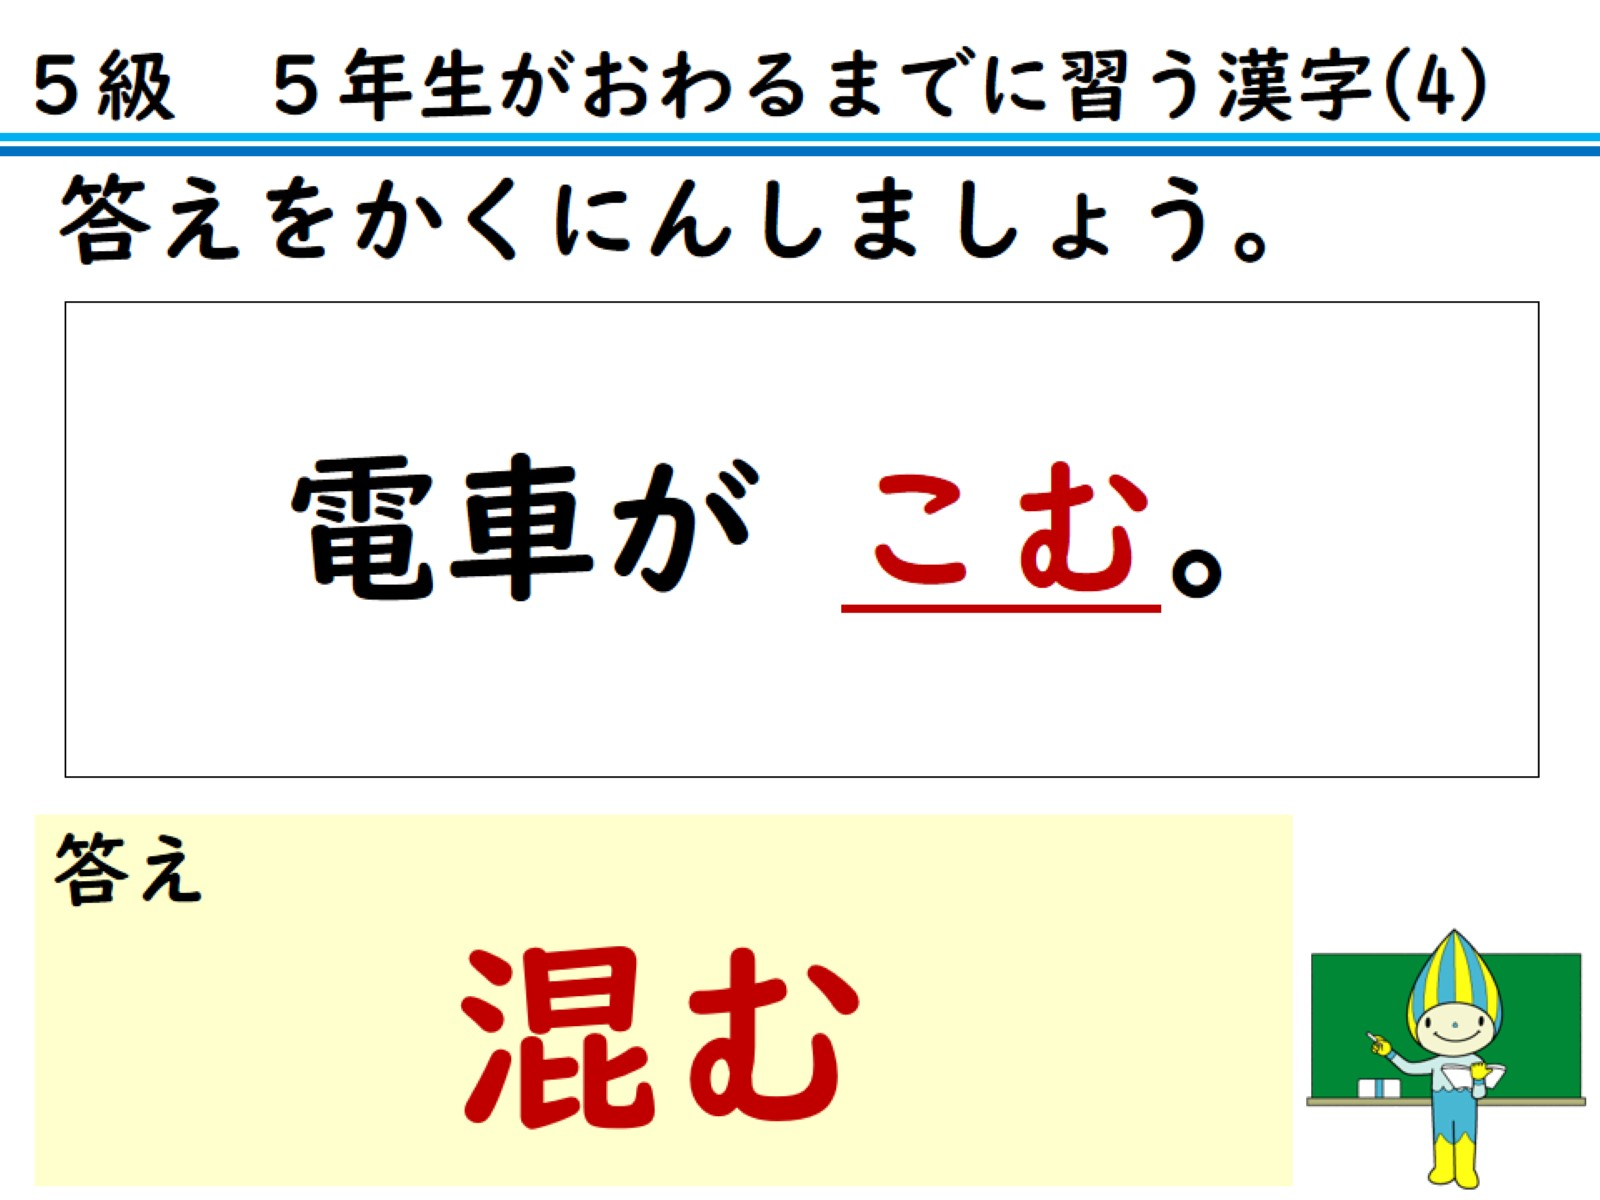 ５級　５年生がおわるまでに習う漢字(4)
答えをかくにんしましょう。
電車が こむ。
答え
混む